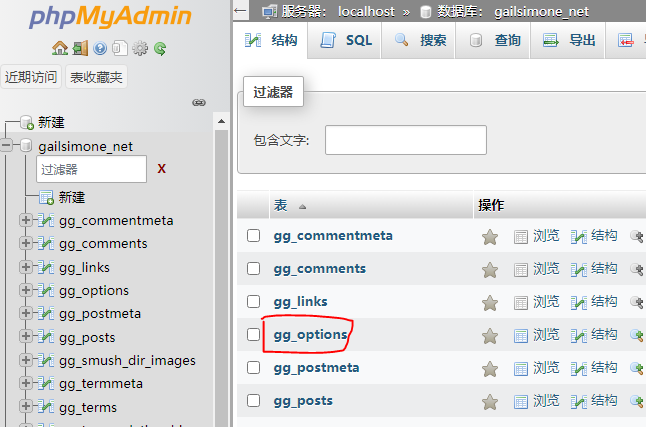 phpMyAdmin
近期访问 表收藏夹
新建
gailsimone_net
过滤器 X
新建
gg_commentmeta
gg_comments
gg_links
gg_options
gg_postmeta
gg_posts
gg_smush_dir_images
gg_termmeta
gg_terms
服务器： localhost » 数据库： gailsimone_net
结构 SQL 搜索 查询 导出
过滤器
包含文字:
表 操作
gg_commentmeta 浏览 结构
gg_comments 浏览 结构
gg_links 浏览 结构
gg_options 浏览 结构
gg_postmeta 浏览 结构
gg_posts 浏览 结构